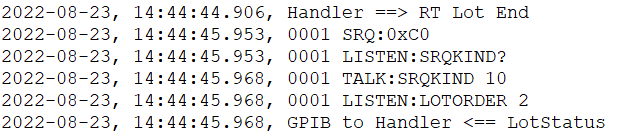 2022-08-23, 14:44:44.906, Handler ==> RT Lot End
2022-08-23, 14:44:45.953, 0001 SRQ:0xC0
2022-08-23, 14:44:45.953, 0001 LISTEN:SRQKIND?
2022-08-23, 14:44:45.968, 0001 TALK:SRQKIND 10
2022-08-23, 14:44:45.968, 0001 LISTEN:LOTORDER 2
2022-08-23, 14:44:45.968, GPIB to Handler <== LotStatus